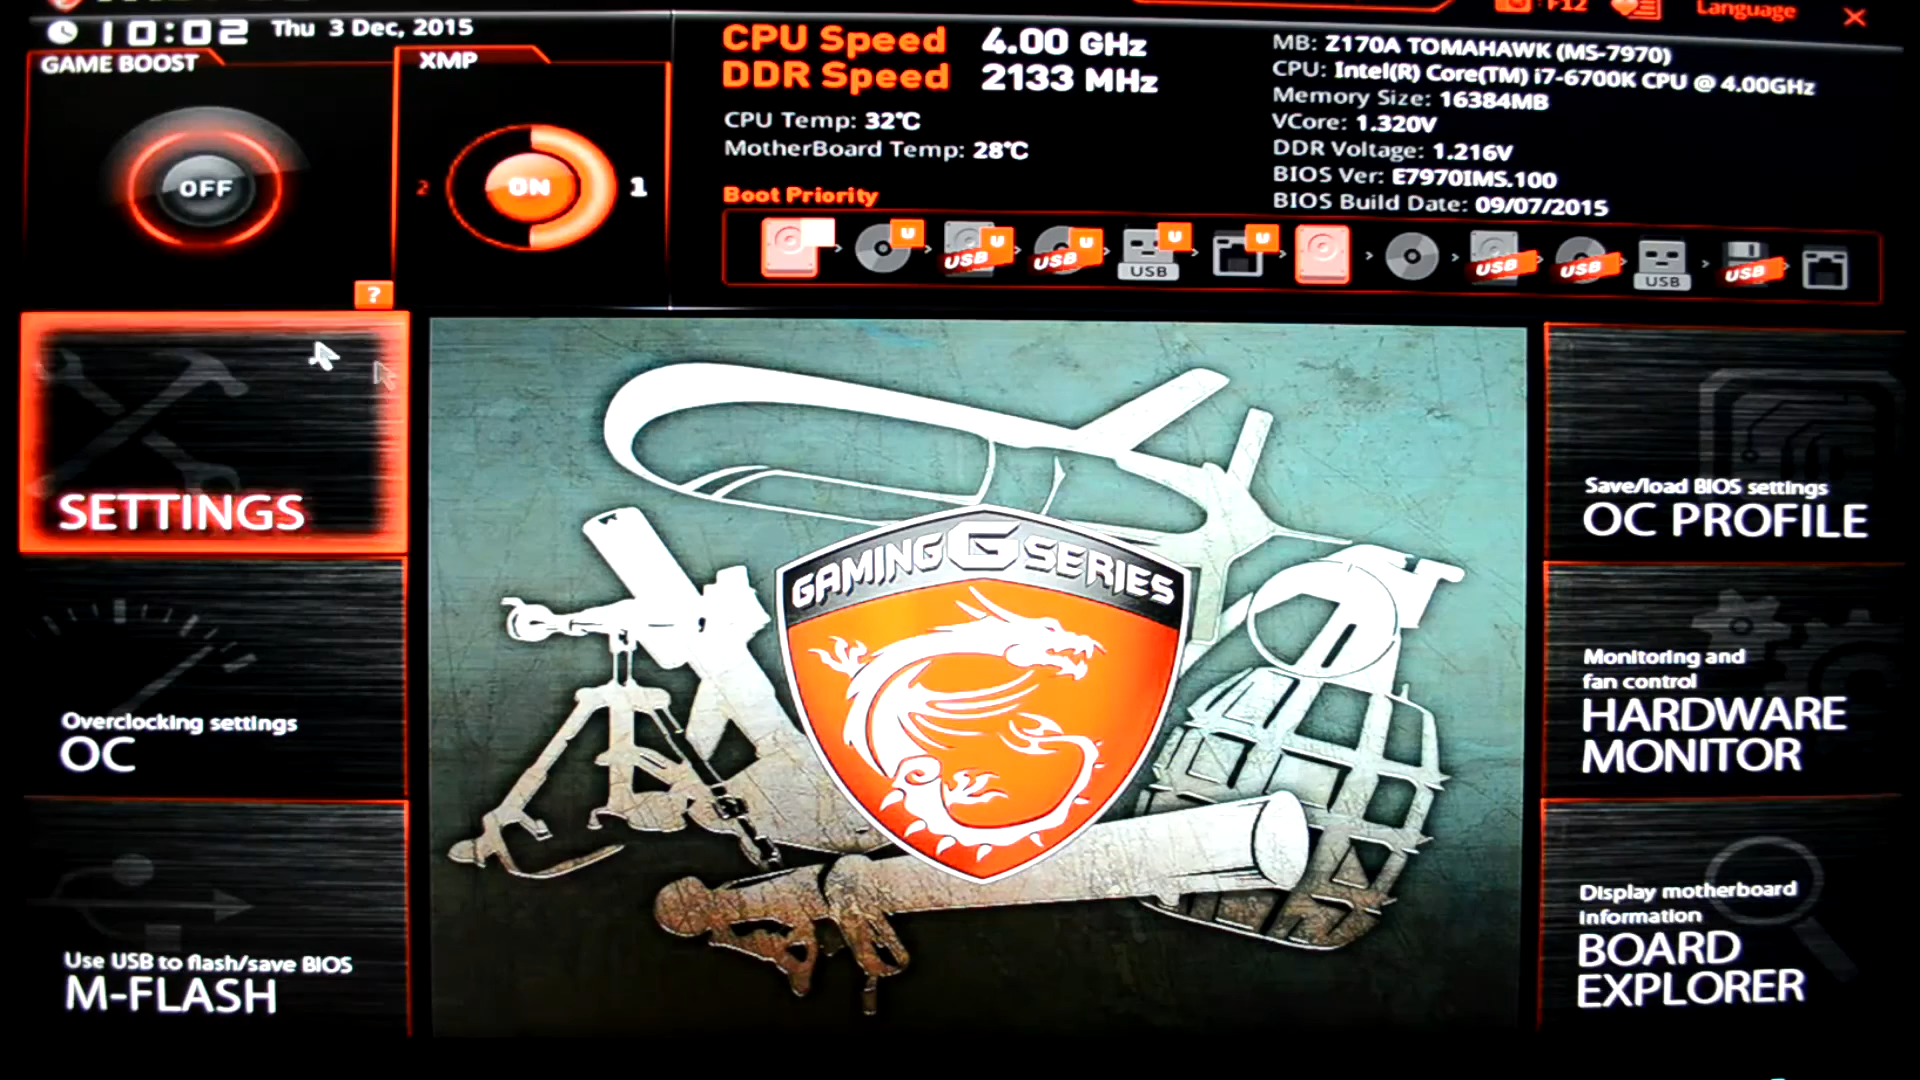 10:02 Thu 3 Dec, 2015
F12
Language
X
GAME BOOST
OFF
?
XMP
2
ON
1
CPU Speed 4.00 GHz
DDR Speed 2133 MHz
CPU Temp: 32°C
MotherBoard Temp: 28°C
MB: Z170A TOMAHAWK (MS-7970)
CPU: Intel(R) Core(TM) i7-6700K CPU @ 4.00GHz
Memory Size: 16384MB
VCore: 1.320V
DDR Voltage: 1.216V
BIOS Ver: E7970IMS.100
BIOS Build Date: 09/07/2015
Boot Priority
U
U USB
U USB
U USB
U
USB
USB
USB
USB
SETTINGS
Overclocking settings
OC
Use USB to flash/save BIOS
M-FLASH
GAMING G SERIES
Save/load BIOS settings
OC PROFILE
Monitoring and
fan control
HARDWARE
MONITOR
Display motherboard
information
BOARD
EXPLORER